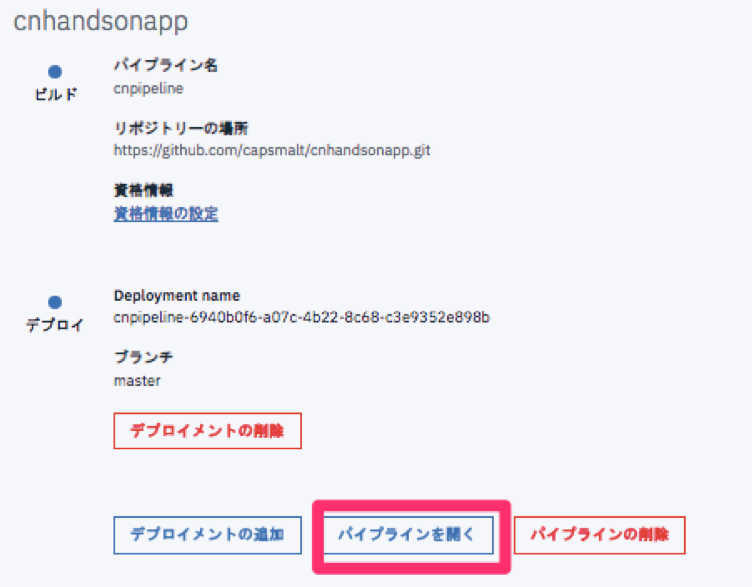 cnhandsonapp
パイプライン名
ビルド
cnpipeline
リポジトリーの場所
https://github.com/capsmalt/cnhandsonapp.git
資格情報
資格情報の設定
Deployment name
デプロイ
cnpipeline-6940b0f6-a07c-4b22-8c68-c3e9352e898b
ブランチ
master
デプロイメントの削除
デプロイメントの追加 パイプラインを開く パイプラインの削除